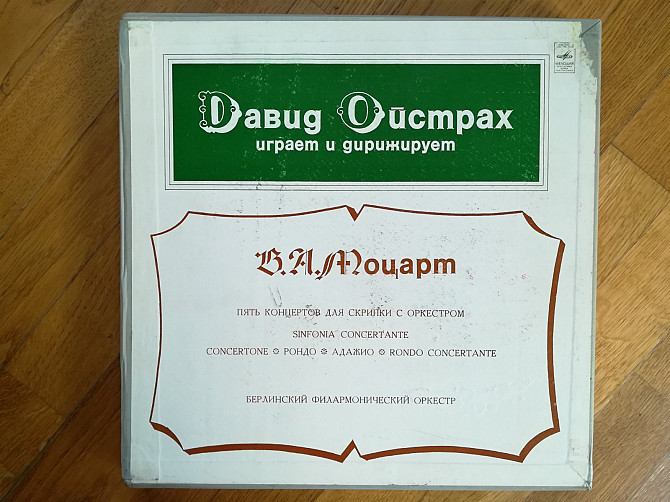 Давид Ойстрах
играет и дирижирует
В.А.Моцарт
ПЯТЬ КОНЦЕРТОВ ДЛЯ СКРИПКИ С ОРКЕСТРОМ
SINFONIA CONCERTANTE
CONCERTONE ❁ РОНДО ❁ АДАЖИО ❁ RONDO CONCERTANTE
БЕРЛИНСКИЙ ФИЛАРМОНИЧЕСКИЙ ОРКЕСТР